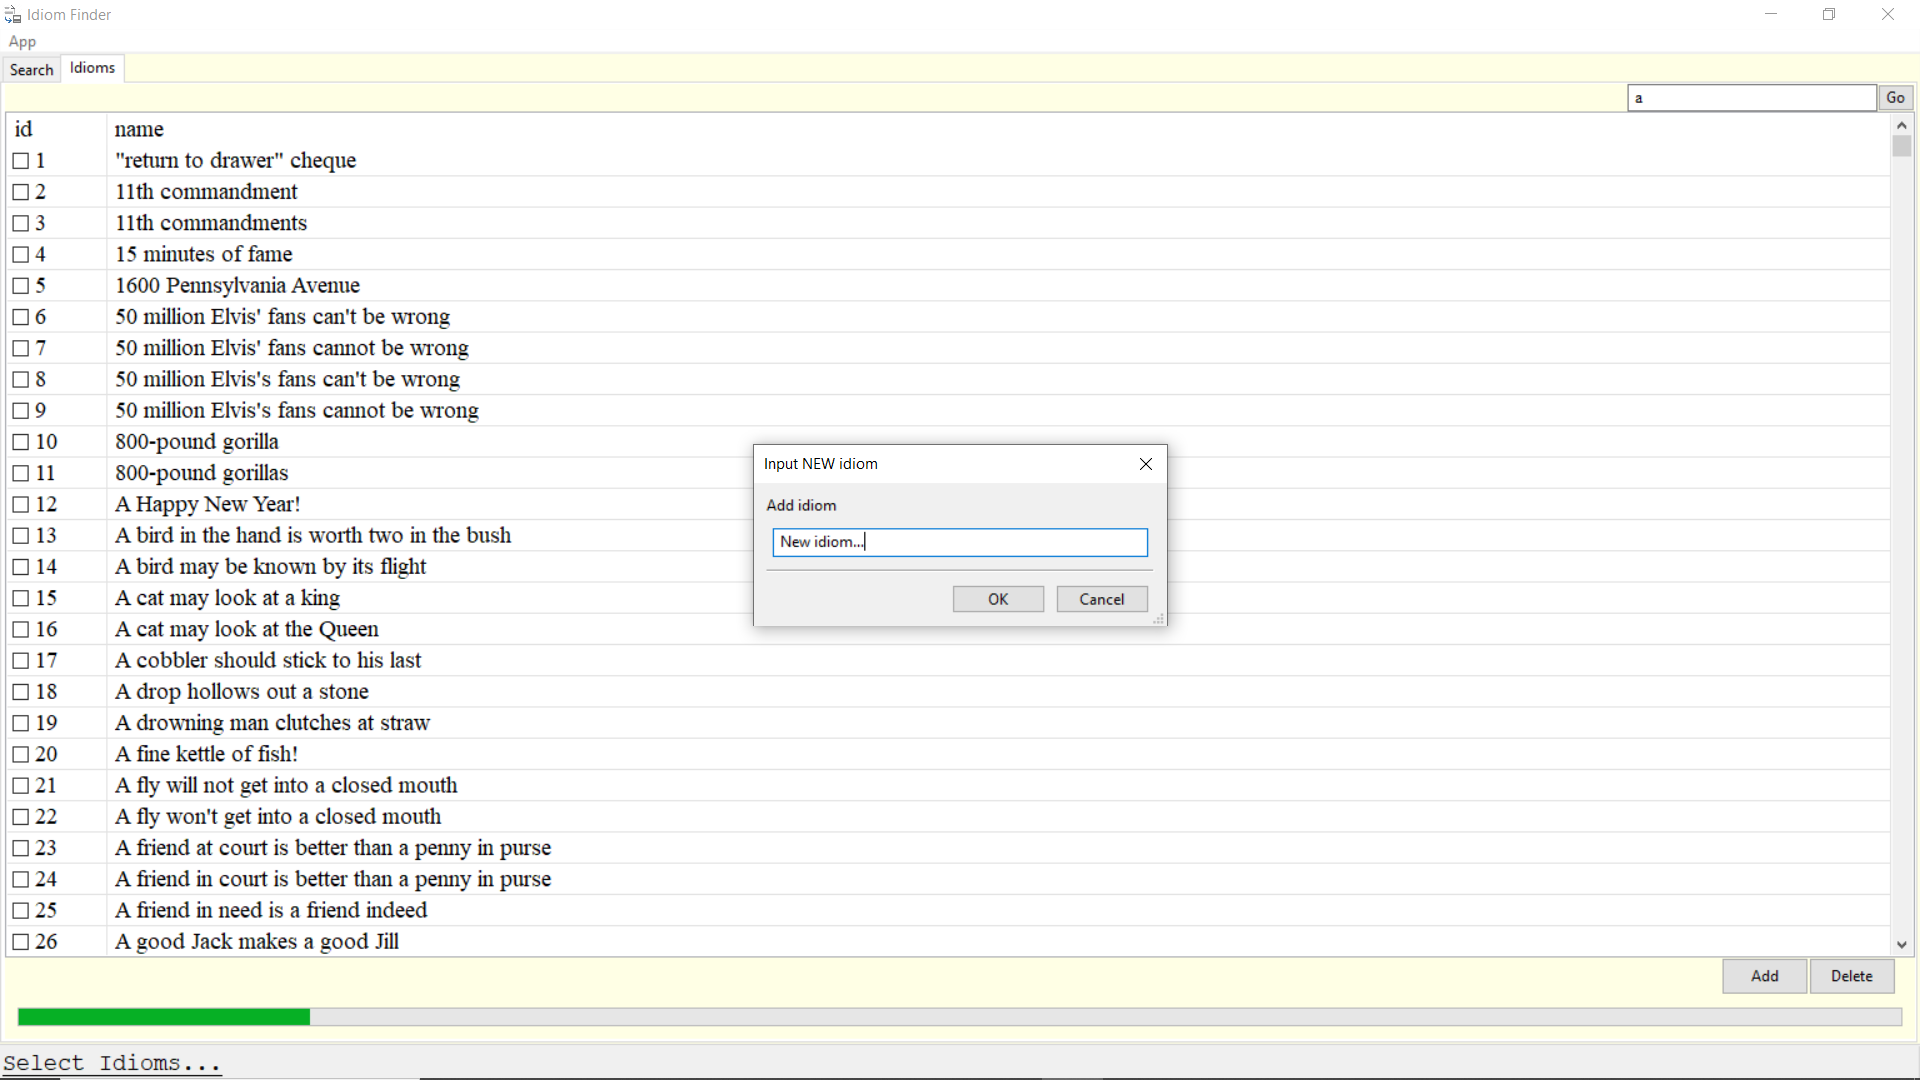 Idiom Finder
App
Search Idioms
a Go
id name
1 "return to drawer" cheque
2 11th commandment
3 11th commandments
4 15 minutes of fame
5 1600 Pennsylvania Avenue
6 50 million Elvis' fans can't be wrong
7 50 million Elvis' fans cannot be wrong
8 50 million Elvis's fans can't be wrong
9 50 million Elvis's fans cannot be wrong
10 800-pound gorilla
11 800-pound gorillas
12 A Happy New Year!
13 A bird in the hand is worth two in the bush
14 A bird may be known by its flight
15 A cat may look at a king
16 A cat may look at the Queen
17 A cobbler should stick to his last
18 A drop hollows out a stone
19 A drowning man clutches at straw
20 A fine kettle of fish!
21 A fly will not get into a closed mouth
22 A fly won't get into a closed mouth
23 A friend at court is better than a penny in purse
24 A friend in court is better than a penny in purse
25 A friend in need is a friend indeed
26 A good Jack makes a good Jill
Input NEW idiom
Add idiom
New idiom...
OK Cancel
Add Delete
Select Idioms...